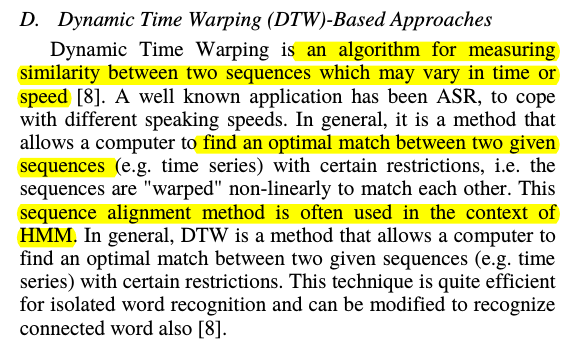 D. Dynamic Time Warping (DTW)-Based Approaches
Dynamic Time Warping is an algorithm for measuring
similarity between two sequences which may vary in time or
speed [8]. A well known application has been ASR, to cope
with different speaking speeds. In general, it is a method that
allows a computer to find an optimal match between two given
sequences (e.g. time series) with certain restrictions, i.e. the
sequences are "warped" non-linearly to match each other. This
sequence alignment method is often used in the context of
HMM. In general, DTW is a method that allows a computer to
find an optimal match between two given sequences (e.g. time
series) with certain restrictions. This technique is quite efficient
for isolated word recognition and can be modified to recognize
connected word also [8].